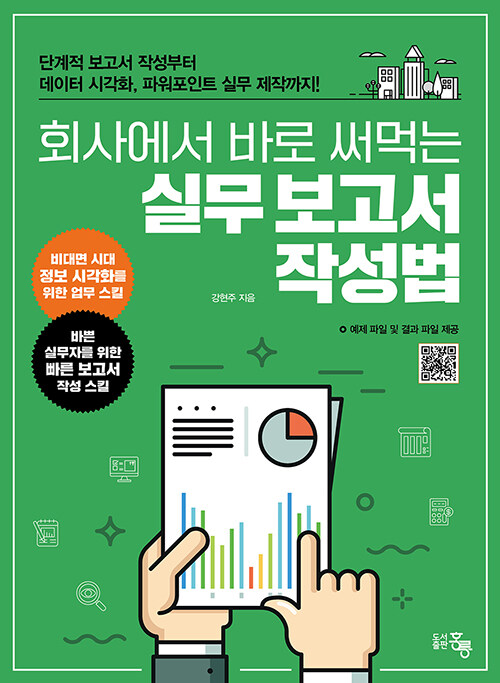 단계적 보고서 작성부터
데이터 시각화, 파워포인트 실무 제작까지!
회사에서 바로 써먹는
실무 보고서
작성법
비대면 시대
정보 시각화를
위한 업무 스킬
강현주 지음
바쁜
실무자를 위한
빠른 보고서
작성 스킬
예제 파일 및 결과 파일 제공
도서
출판
홍릉